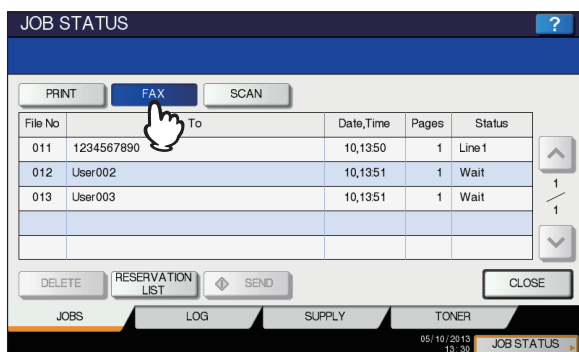 JOB STATUS ?
PRINT FAX SCAN
File No To Date,Time Pages Status
011 1234567890 10,13:50 1 Line1
012 User002 10,13:51 1 Wait
013 User003 10,13:51 1 Wait
1
1
DELETE RESERVATION LIST SEND CLOSE
JOBS LOG SUPPLY TONER
05/10/2013
13:30 JOB STATUS